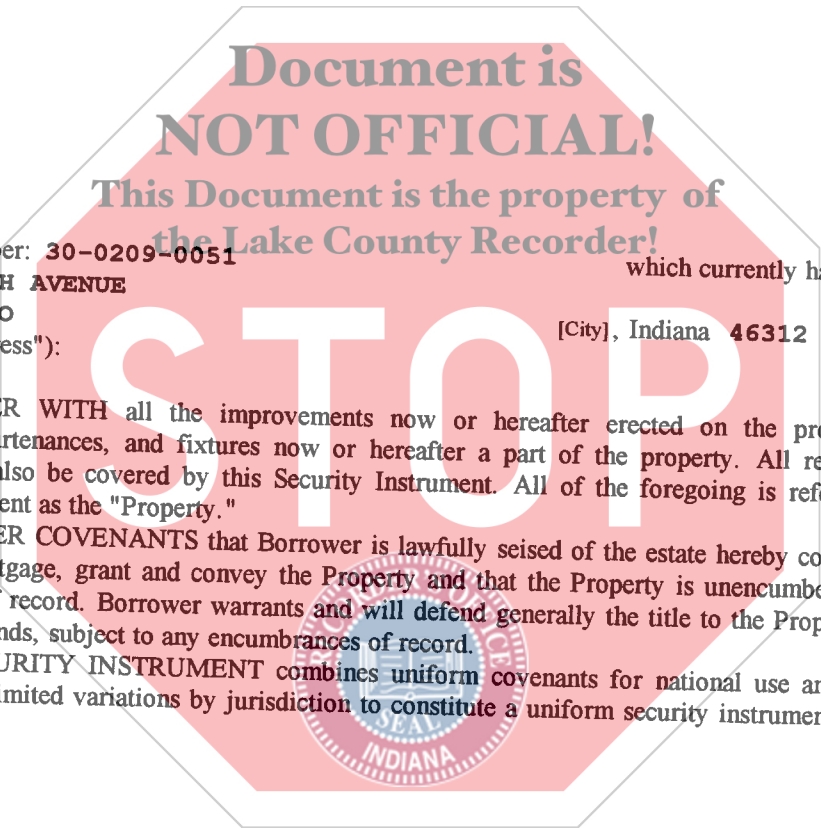 Document is
NOT OFFICIAL!
This Document is the property of
the Lake County Recorder!
er: 30-0209-0051
which currently ha
H AVENUE
O
[City], Indiana 46312
ress"):
STOP
ER WITH all the improvements now or hereafter erected on the pro
rtenances, and fixtures now or hereafter a part of the property. All re
also be covered by this Security Instrument. All of the foregoing is refe
ent as the "Property."
ER COVENANTS that Borrower is lawfully seised of the estate hereby co
tgage, grant and convey the Property and that the Property is unencumbe
record. Borrower warrants and will defend generally the title to the Prop
nds, subject to any encumbrances of record.
URITY INSTRUMENT combines uniform covenants for national use an
imited variations by jurisdiction to constitute a uniform security instrumen
SEAL
INDIANA